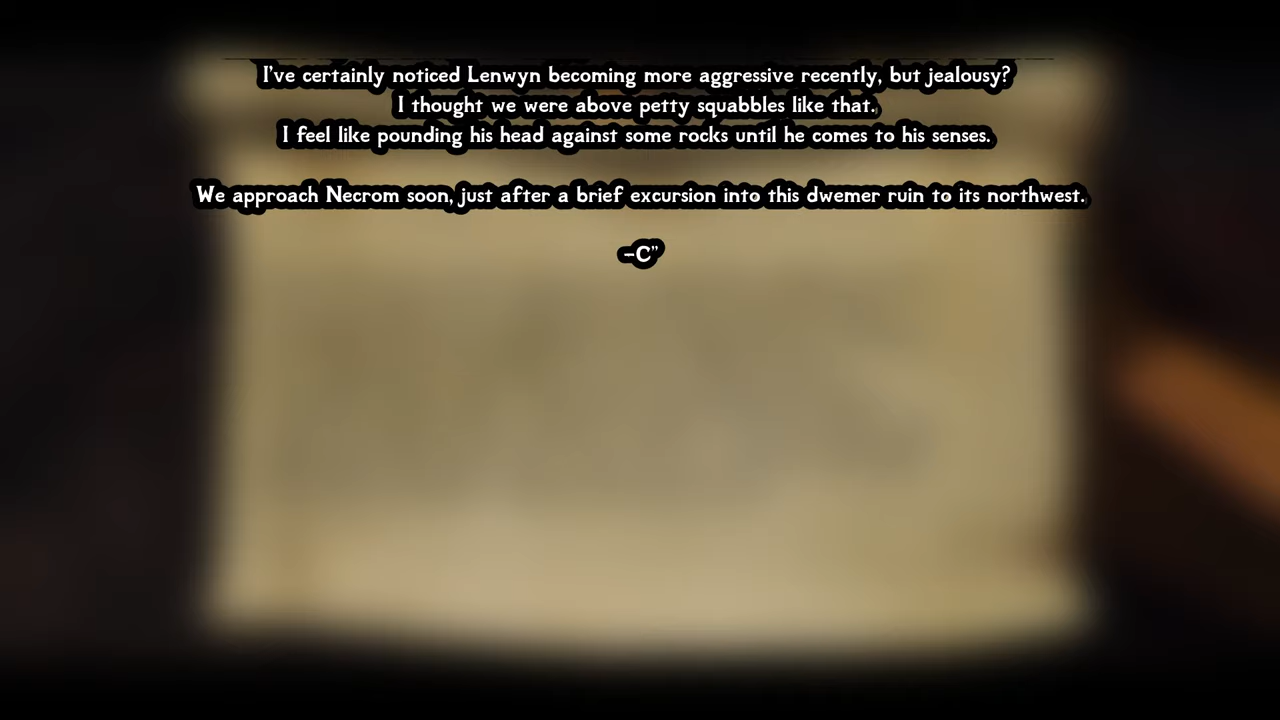 I've certainly noticed Lenwyn becoming more aggressive recently, but jealousy?
I thought we were above petty squabbles like that.
I feel like pounding his head against some rocks until he comes to his senses.
We approach Necrom soon, just after a brief excursion into this dwemer ruin to its northwest.
-C"